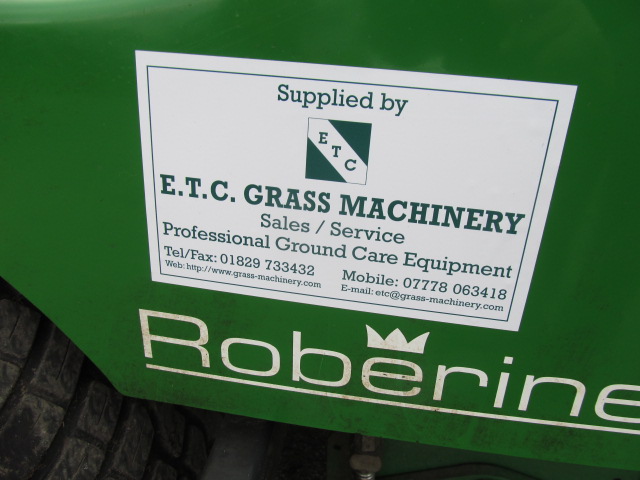 Supplied by
E
T
C
E.T.C. GRASS MACHINERY
Sales / Service
Professional Ground Care Equipment
Tel/Fax: 01829 733432 Mobile: 07778 063418
Web: http://www.grass-machinery.com E-mail: etc@grass-machinery.com
Roberine